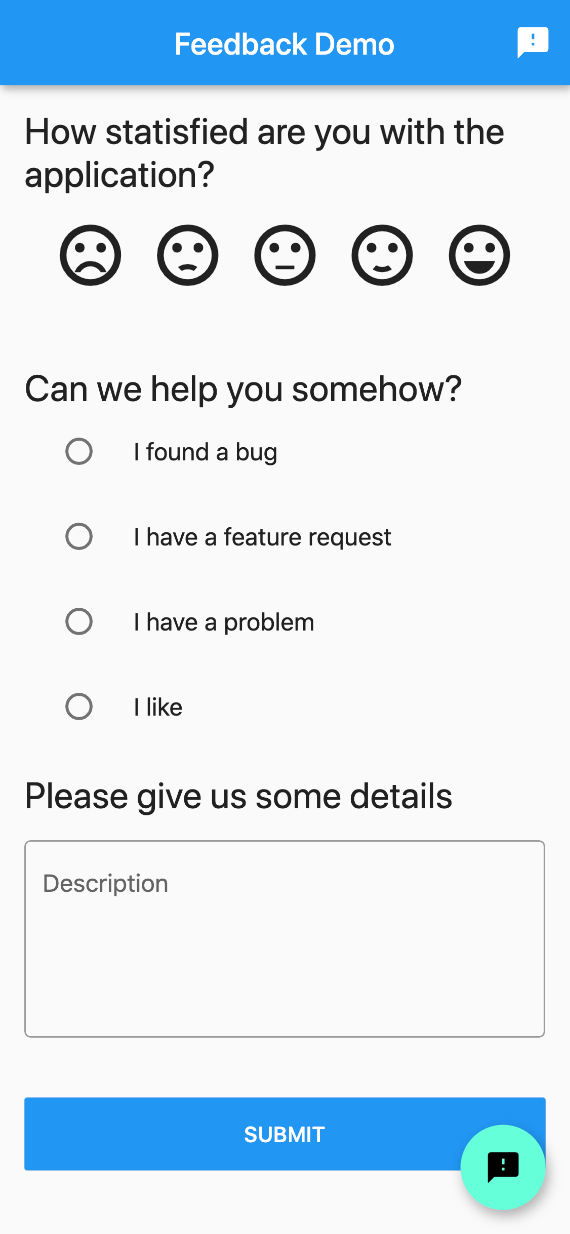 Feedback Demo
How statisfied are you with the
application?
Can we help you somehow?
I found a bug
I have a feature request
I have a problem
I like
Please give us some details
Description
SUBMIT